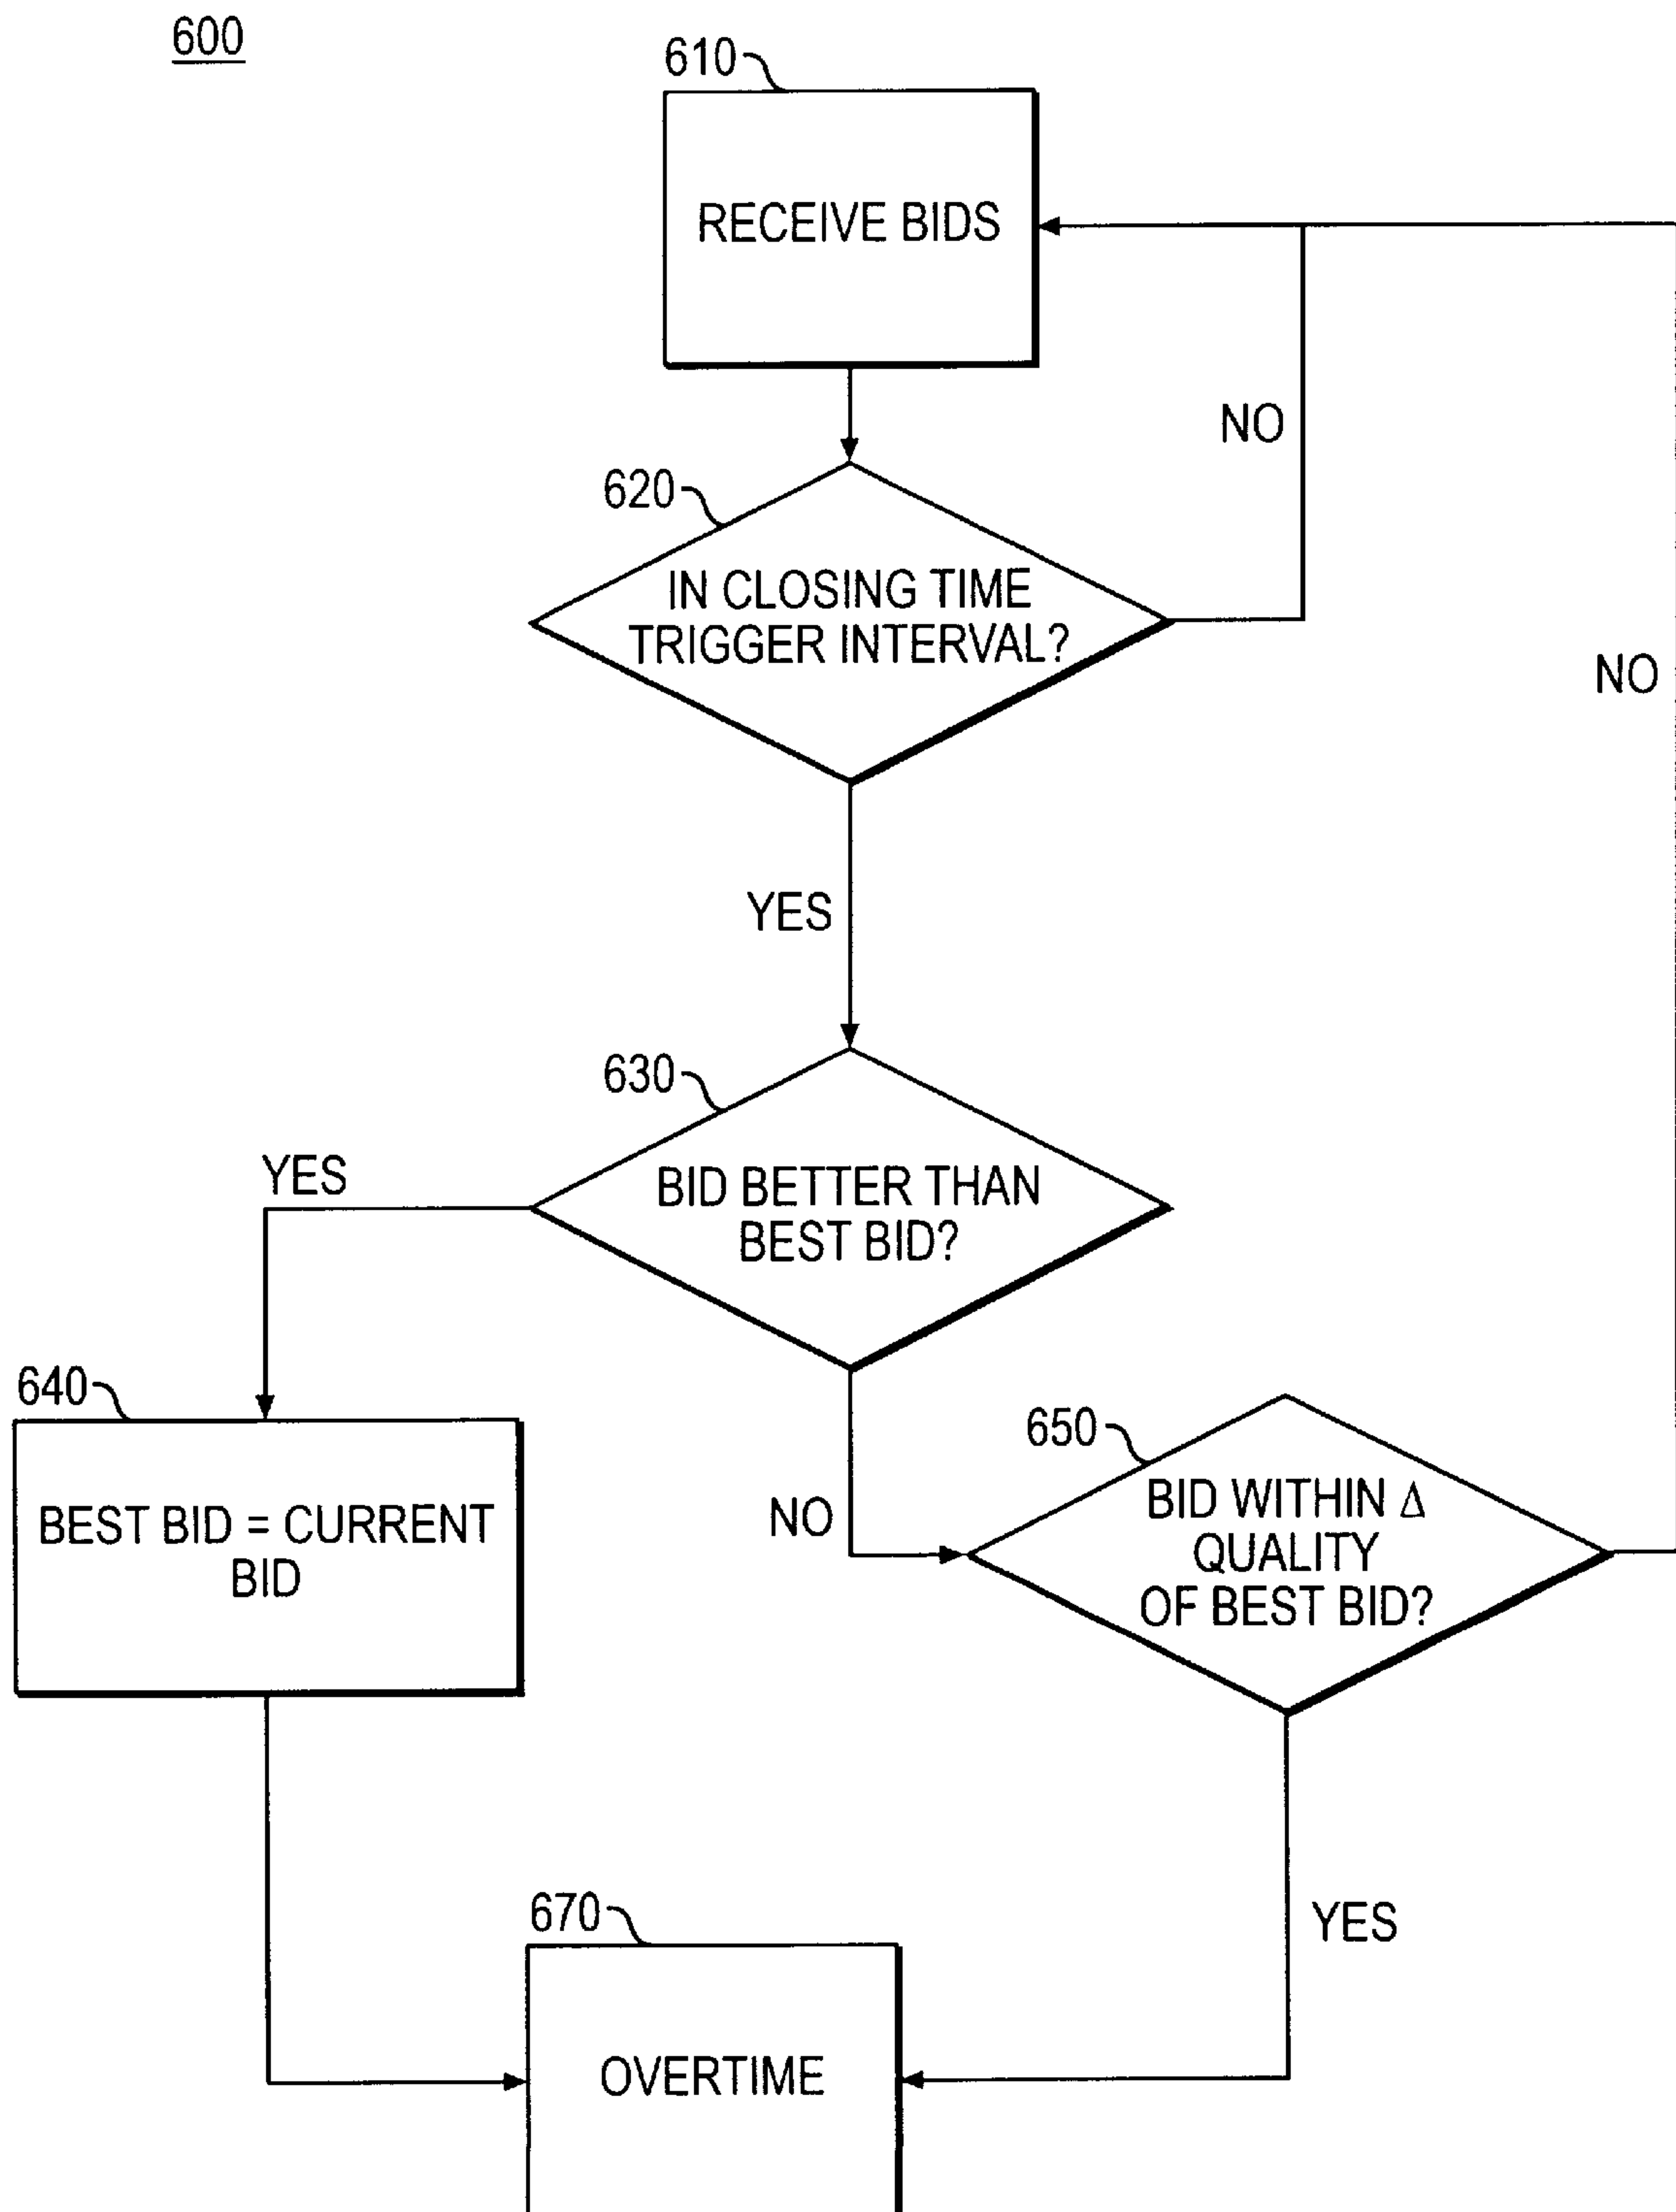 600
610
RECEIVE BIDS
NO
620
IN CLOSING TIME
TRIGGER INTERVAL?
NO
YES
630
YES
BID BETTER THAN
BEST BID?
640
BEST BID = CURRENT
BID
NO
650
BID WITHIN Δ
QUALITY
OF BEST BID?
YES
670
OVERTIME